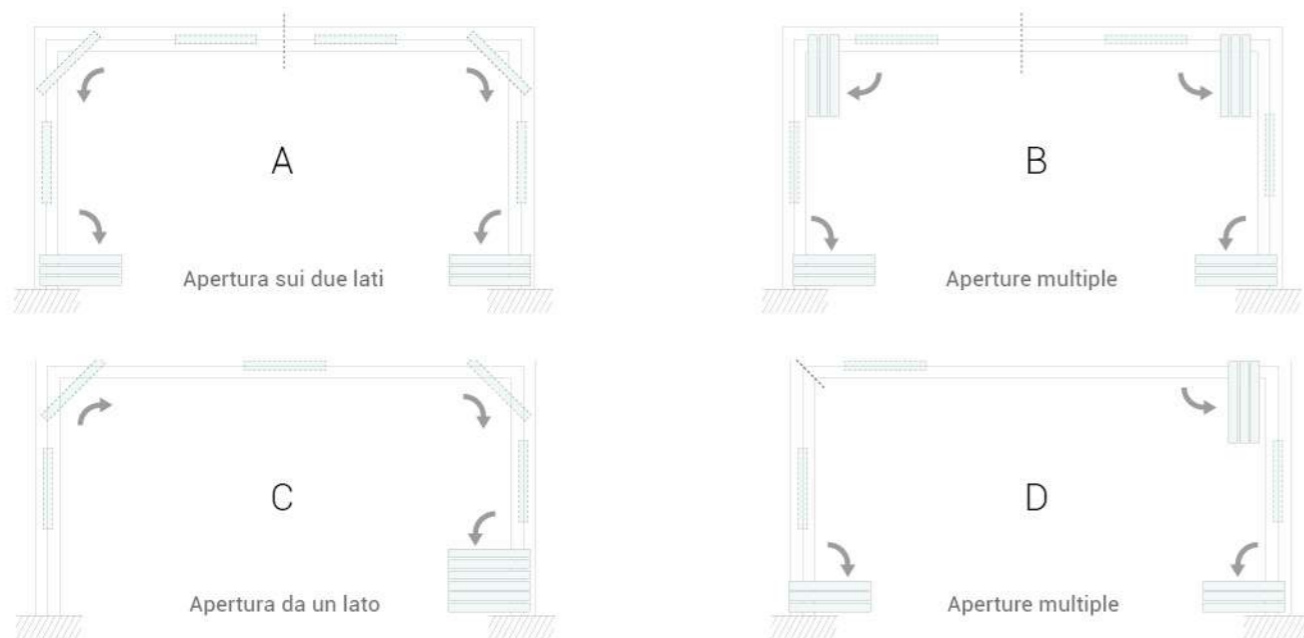 A
Apertura sui due lati
B
Aperture multiple
C
Apertura da un lato
D
Aperture multiple